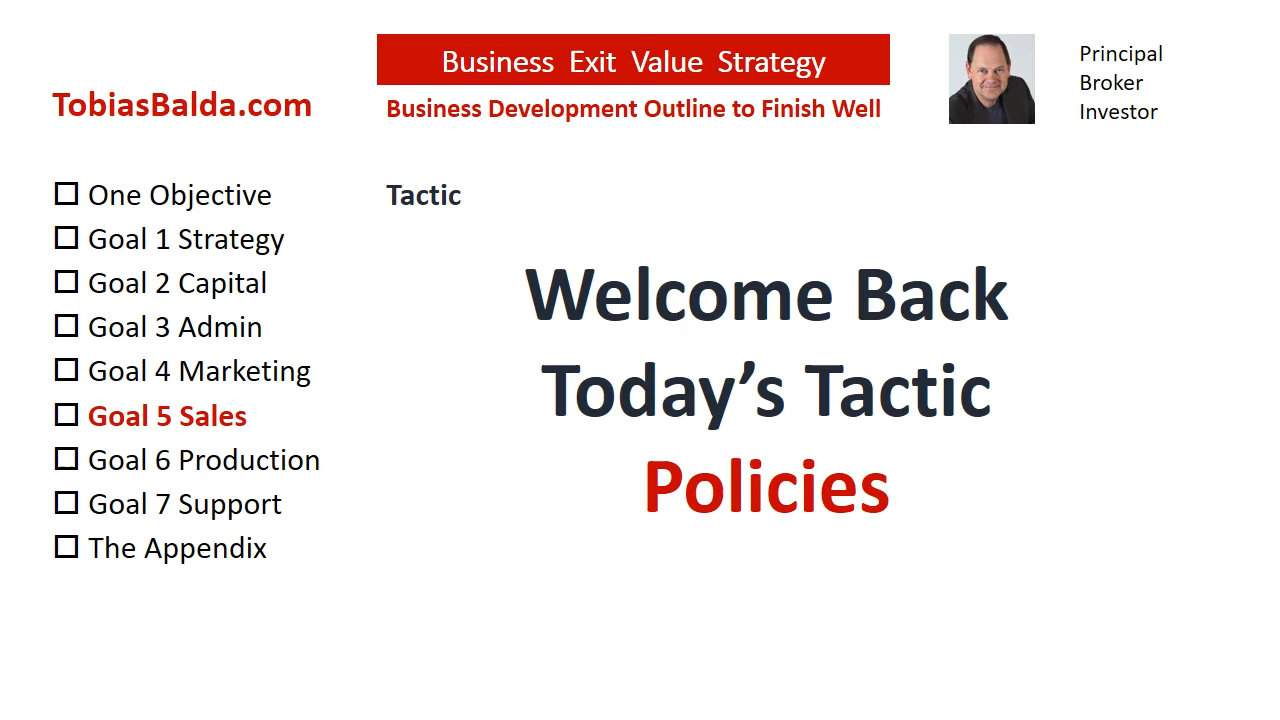 TobiasBalda.com
Business Exit Value Strategy
Business Development Outline to Finish Well
Principal
Broker
Investor
One Objective
Goal 1 Strategy
Goal 2 Capital
Goal 3 Admin
Goal 4 Marketing
Goal 5 Sales
Goal 6 Production
Goal 7 Support
The Appendix
Tactic
Welcome Back
Today’s Tactic
Policies